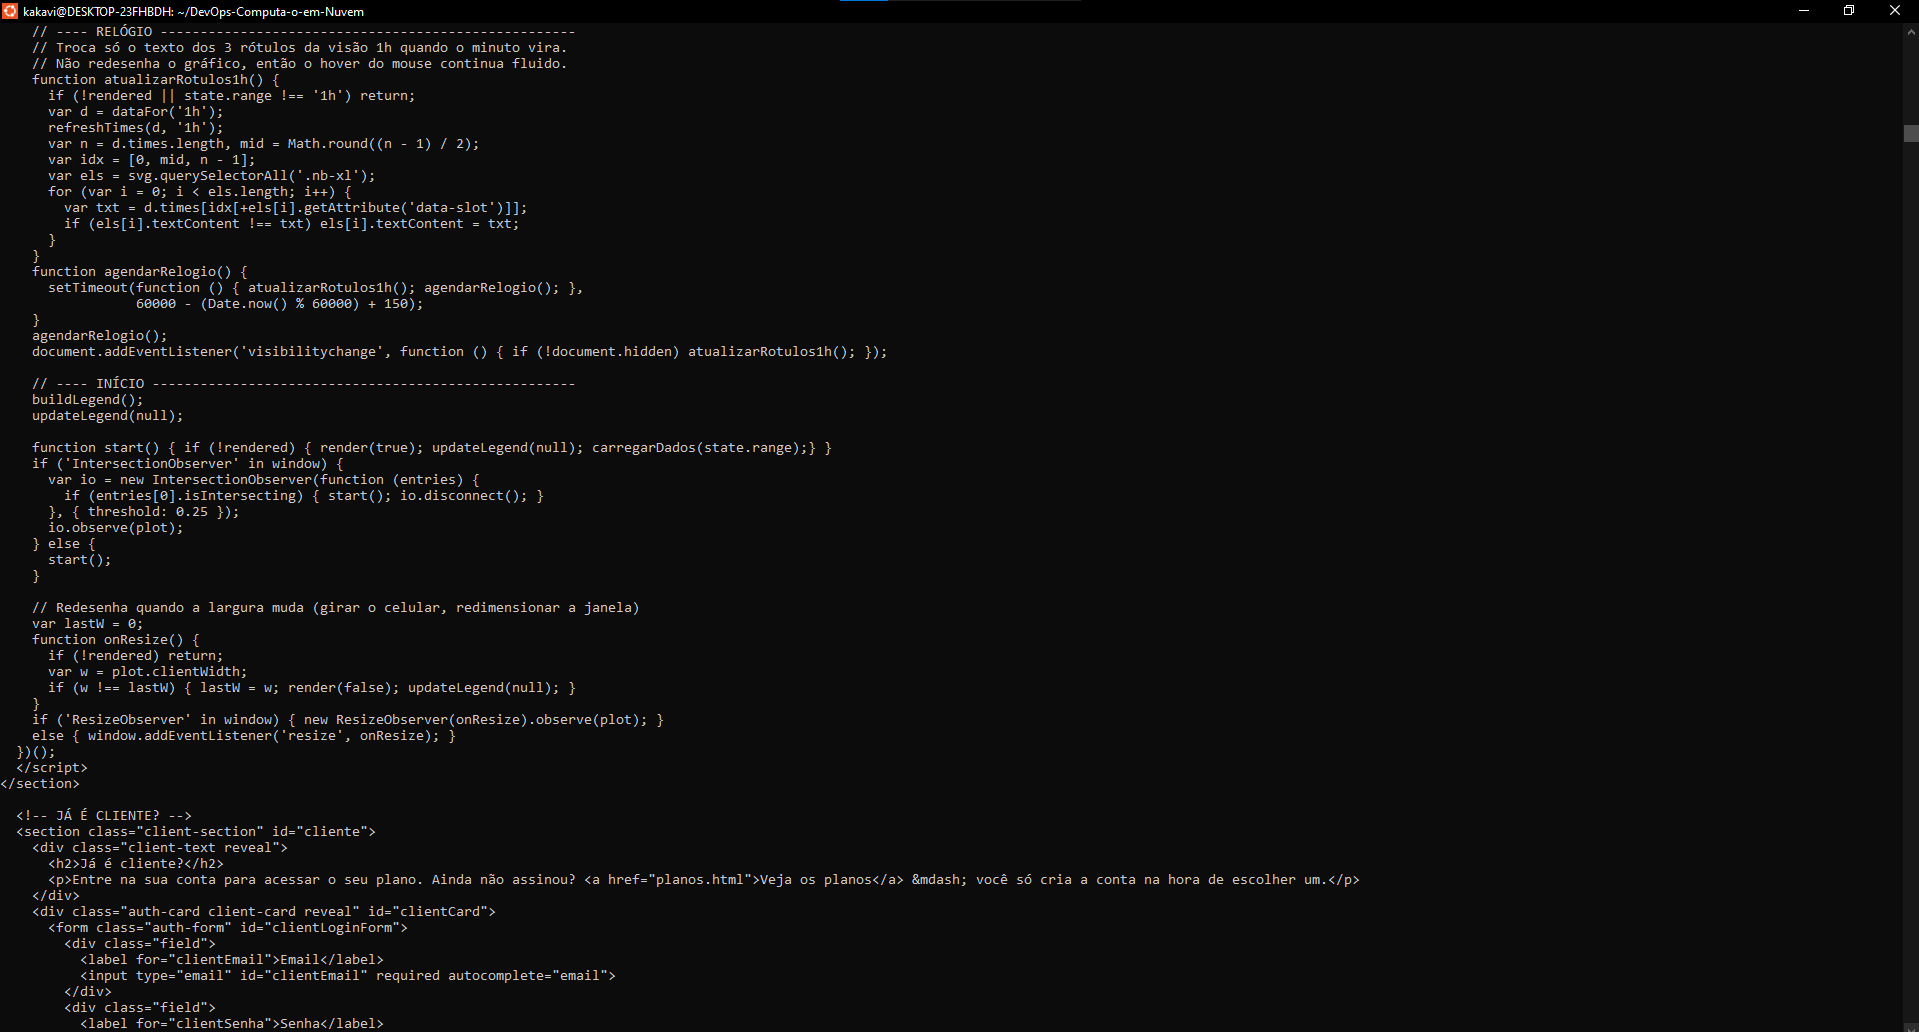 kakavi@DESKTOP-23FHBDH: ~/DevOps-Computa-o-em-Nuvem
    // ---- RELÓGIO ----------------------------------------------------
    // Troca só o texto dos 3 rótulos da visão 1h quando o minuto vira.
    // Não redesenha o gráfico, então o hover do mouse continua fluido.
    function atualizarRotulos1h() {
      if (!rendered || state.range !== '1h') return;
      var d = dataFor('1h');
      refreshTimes(d, '1h');
      var n = d.times.length, mid = Math.round((n - 1) / 2);
      var idx = [0, mid, n - 1];
      var els = svg.querySelectorAll('.nb-xl');
      for (var i = 0; i < els.length; i++) {
        var txt = d.times[idx[+els[i].getAttribute('data-slot')]];
        if (els[i].textContent !== txt) els[i].textContent = txt;
      }
    }
    function agendarRelogio() {
      setTimeout(function () { atualizarRotulos1h(); agendarRelogio(); },
                 60000 - (Date.now() % 60000) + 150);
    }
    agendarRelogio();
    document.addEventListener('visibilitychange', function () { if (!document.hidden) atualizarRotulos1h(); });

    // ---- INÍCIO -----------------------------------------------------
    buildLegend();
    updateLegend(null);

    function start() { if (!rendered) { render(true); updateLegend(null); carregarDados(state.range);} }
    if ('IntersectionObserver' in window) {
      var io = new IntersectionObserver(function (entries) {
        if (entries[0].isIntersecting) { start(); io.disconnect(); }
      }, { threshold: 0.25 });
      io.observe(plot);
    } else {
      start();
    }

    // Redesenha quando a largura muda (girar o celular, redimensionar a janela)
    var lastW = 0;
    function onResize() {
      if (!rendered) return;
      var w = plot.clientWidth;
      if (w !== lastW) { lastW = w; render(false); updateLegend(null); }
    }
    if ('ResizeObserver' in window) { new ResizeObserver(onResize).observe(plot); }
    else { window.addEventListener('resize', onResize); }
  })();
  </script>
</section>

  <!-- JÁ É CLIENTE? -->
  <section class="client-section" id="cliente">
    <div class="client-text reveal">
      <h2>Já é cliente?</h2>
      <p>Entre na sua conta para acessar o seu plano. Ainda não assinou? <a href="planos.html">Veja os planos</a> &mdash; você só cria a conta na hora de escolher um.</p>
    </div>
    <div class="auth-card client-card reveal" id="clientCard">
      <form class="auth-form" id="clientLoginForm">
        <div class="field">
          <label for="clientEmail">Email</label>
          <input type="email" id="clientEmail" required autocomplete="email">
        </div>
        <div class="field">
          <label for="clientSenha">Senha</label>